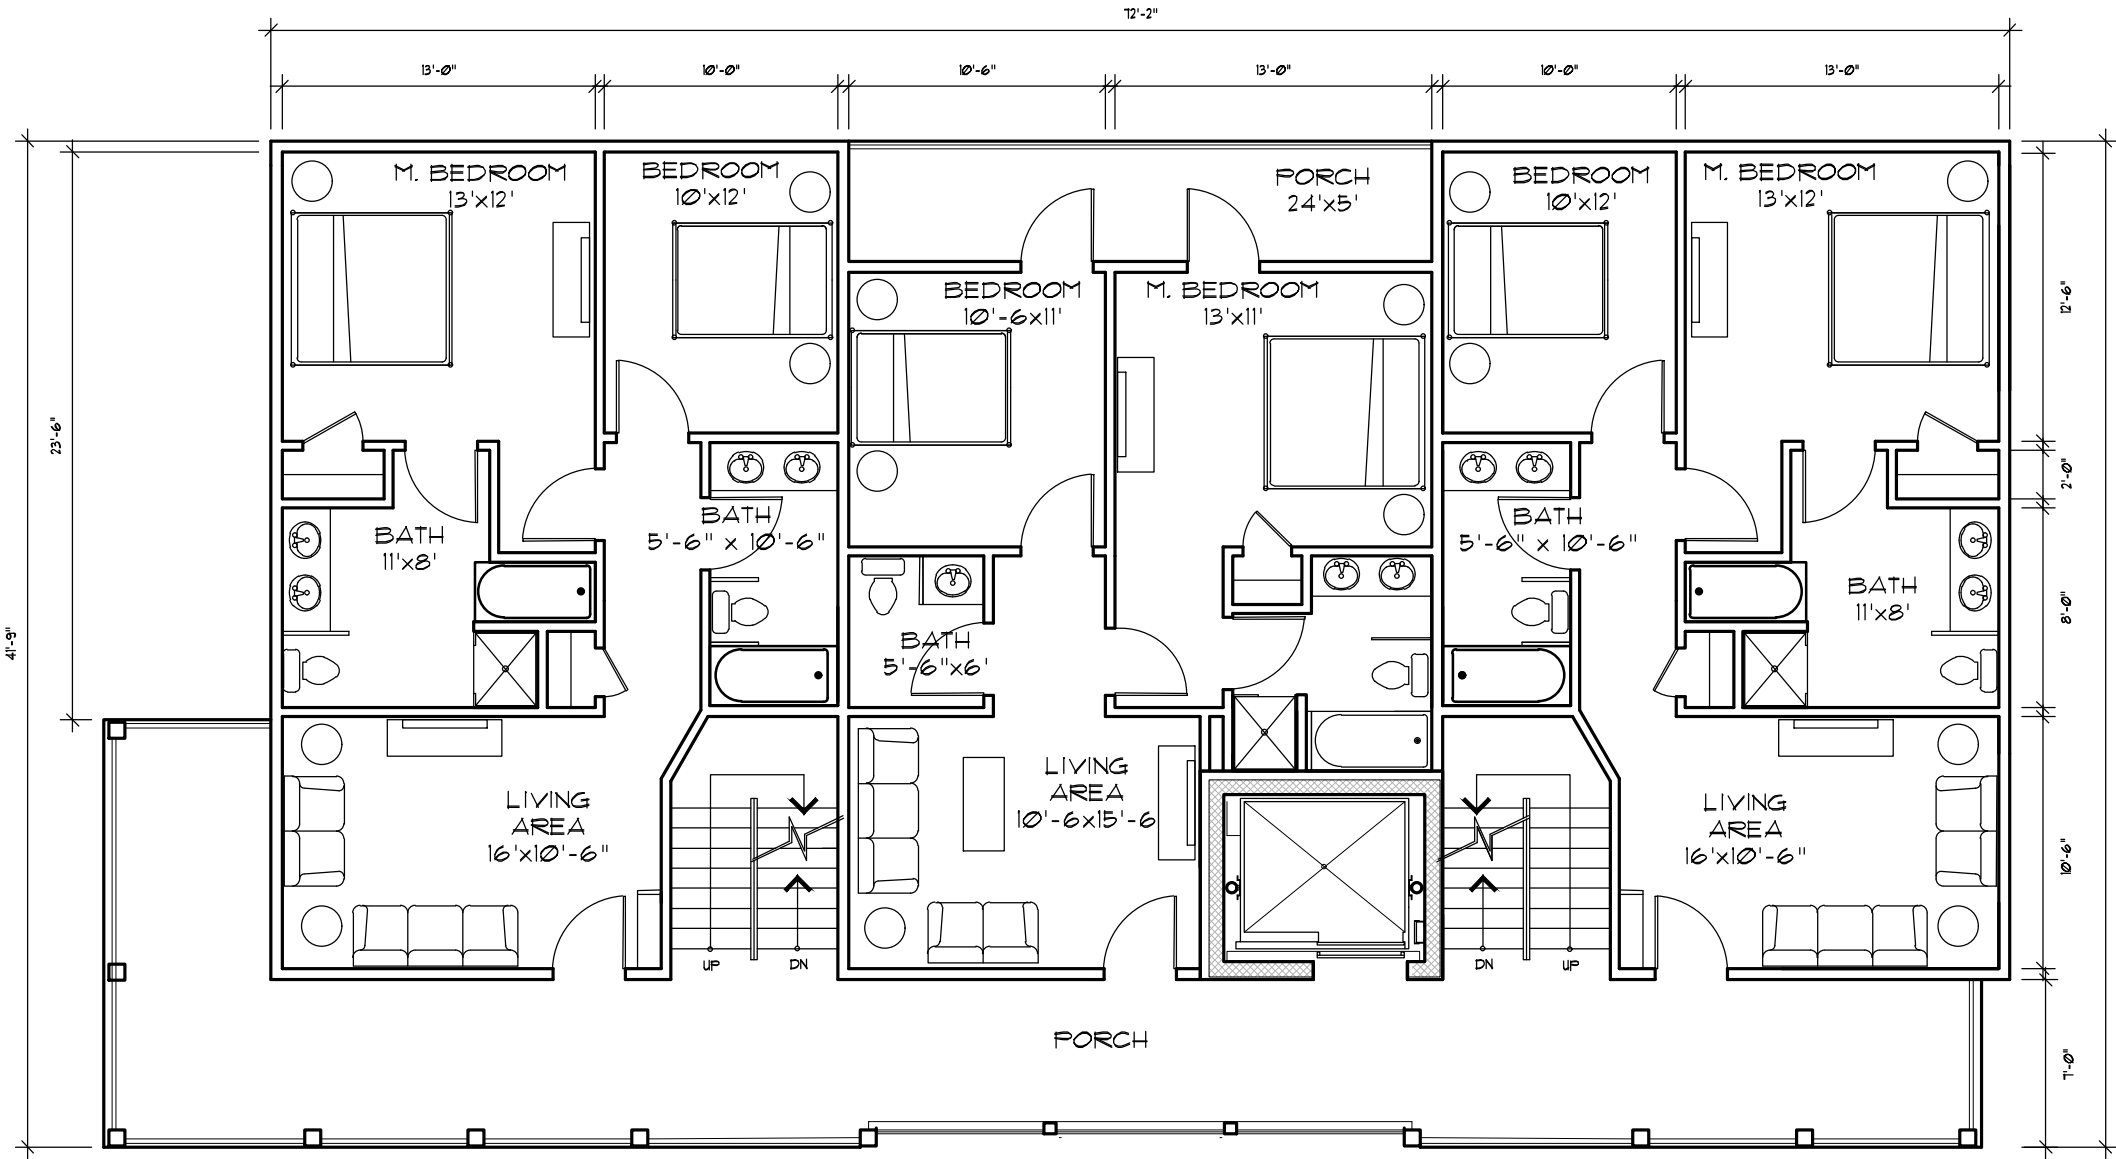 72'-2"
13'-0"
10'-0"
10'-6"
13'-0"
10'-0"
13'-0"
M. BEDROOM
13'x12'
BEDROOM
10'x12'
PORCH
24'x5'
BEDROOM
10'x12'
M. BEDROOM
13'x12'
BEDROOM
10'-6x11'
M. BEDROOM
13'x11'
12'-6"
23'-6"
2'-0"
BATH
11'x8'
BATH
5'-6" x 10'-6"
BATH
5'-6" x 10'-6"
BATH
11'x8'
8'-0"
41'-9"
BATH
5'-6"x6'
LIVING
AREA
16'x10'-6"
LIVING
AREA
10'-6x15'-6
LIVING
AREA
16'x10'-6"
10'-6"
UP
DN
DN
UP
PORCH
7'-0"